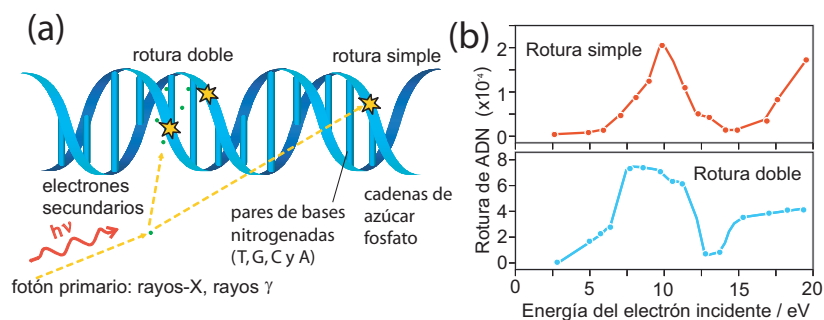 (a)
rotura doble
rotura simple
electrones
secundarios
hν
pares de bases
nitrogenadas
(T, G, C y A)
cadenas de
azúcar
fosfato
fotón primario: rayos-X, rayos γ
(b)
Rotura simple
Rotura doble
Rotura de ADN (x10⁻⁴)
2
1
0
8
6
4
2
0
0 5 10 15 20
Energía del electrón incidente / eV